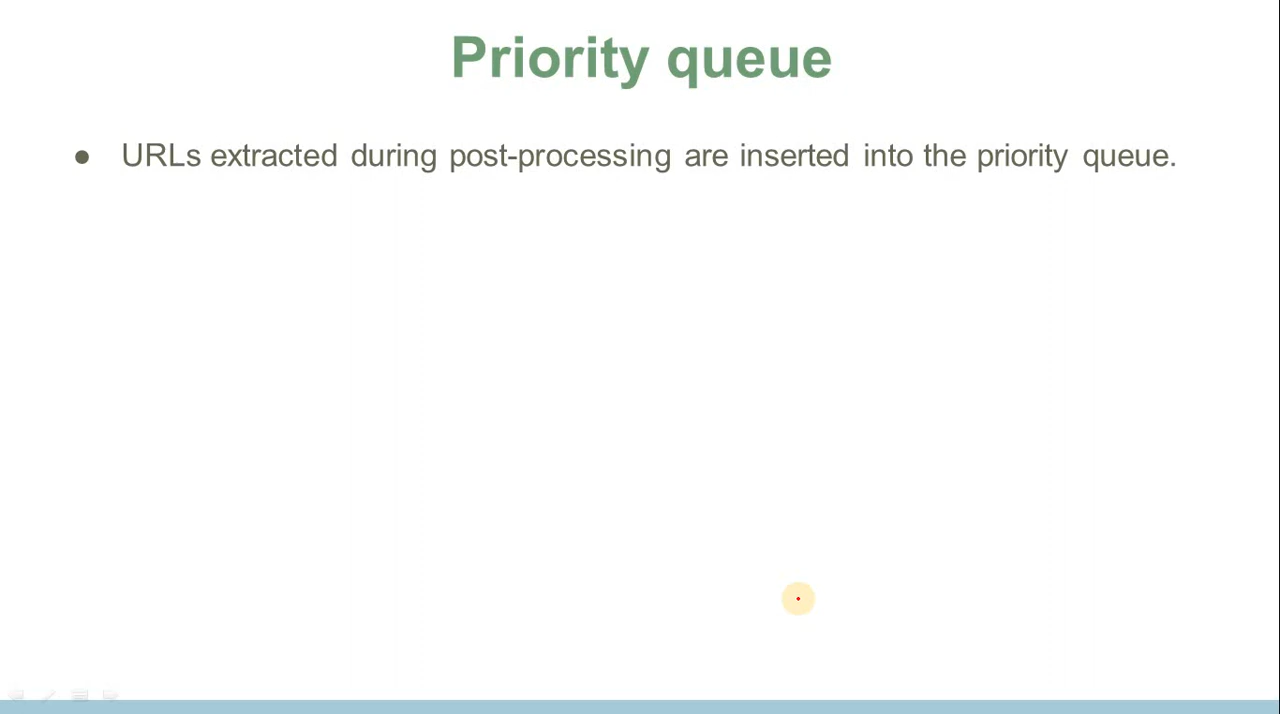 Priority queue
● URLs extracted during post-processing are inserted into the priority queue.